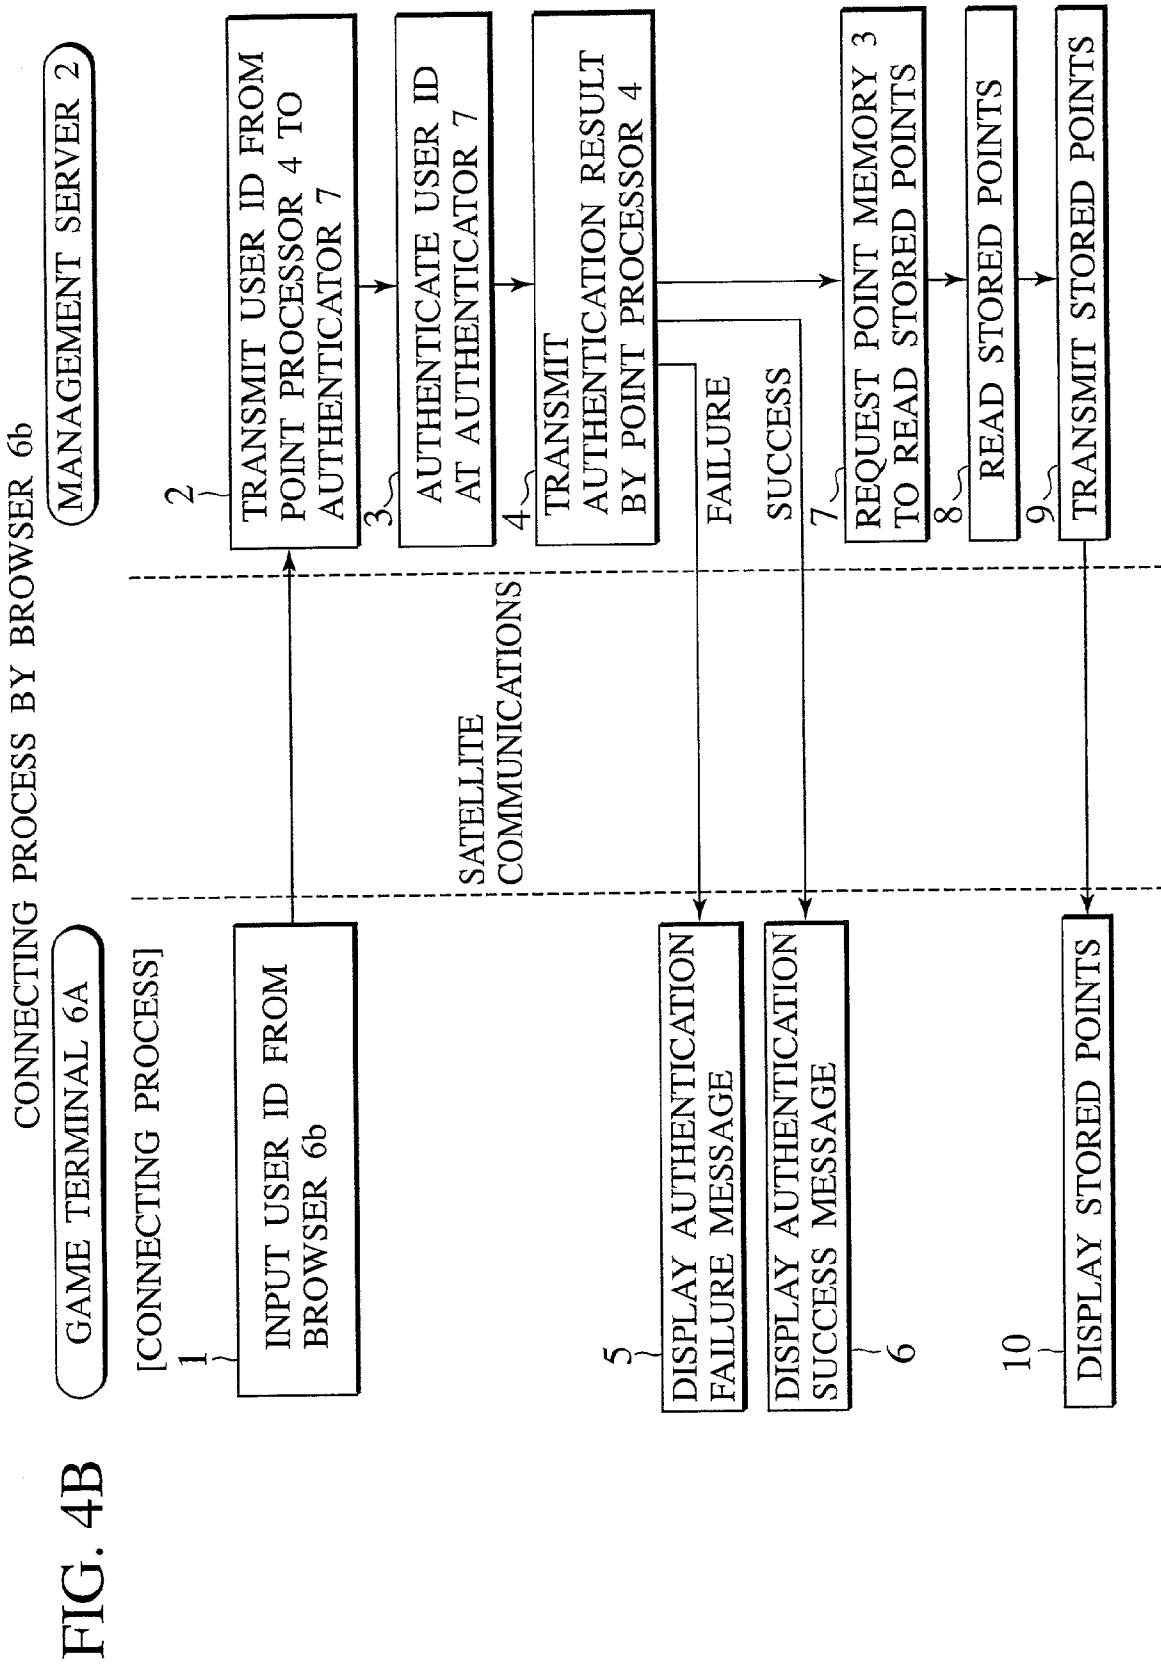 FIG. 4B
CONNECTING PROCESS BY BROWSER 6b
GAME TERMINAL 6A
MANAGEMENT SERVER 2
[CONNECTING PROCESS]
1
INPUT USER ID FROM
BROWSER 6b
2
TRANSMIT USER ID FROM
POINT PROCESSOR 4 TO
AUTHENTICATOR 7
3
AUTHENTICATE USER ID
AT AUTHENTICATOR 7
SATELLITE
COMMUNICATIONS
4
TRANSMIT
AUTHENTICATION RESULT
BY POINT PROCESSOR 4
FAILURE
5
DISPLAY AUTHENTICATION
FAILURE MESSAGE
SUCCESS
DISPLAY AUTHENTICATION
SUCCESS MESSAGE
6
7
REQUEST POINT MEMORY 3
TO READ STORED POINTS
8
READ STORED POINTS
9
TRANSMIT STORED POINTS
10
DISPLAY STORED POINTS